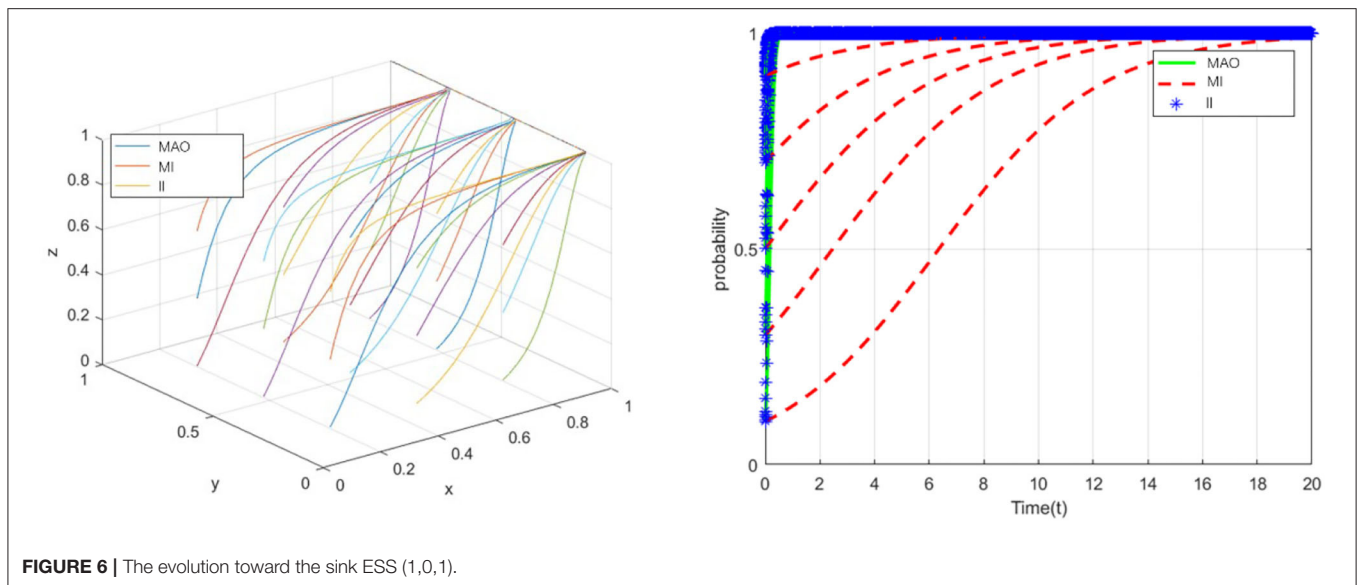 1
0.8
0.6
0.4
0.2
0
z
MAO
MI
II
1
0.5
0
y
0
0.2
0.4
0.6
0.8
1
x
1
0.5
0
probability
MAO
MI
II
0 2 4 6 8 10 12 14 16 18 20
Time(t)
FIGURE 6 | The evolution toward the sink ESS (1,0,1).